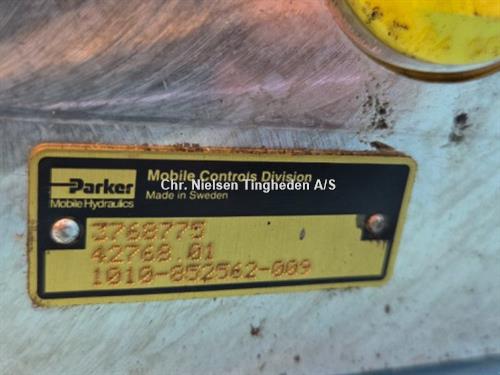 Parker
Mobile Hydraulics
Mobile Controls Division
Made in Sweden
Chr. Nielsen Tingheden A/S
3768775
42768.01
1010-852562-009